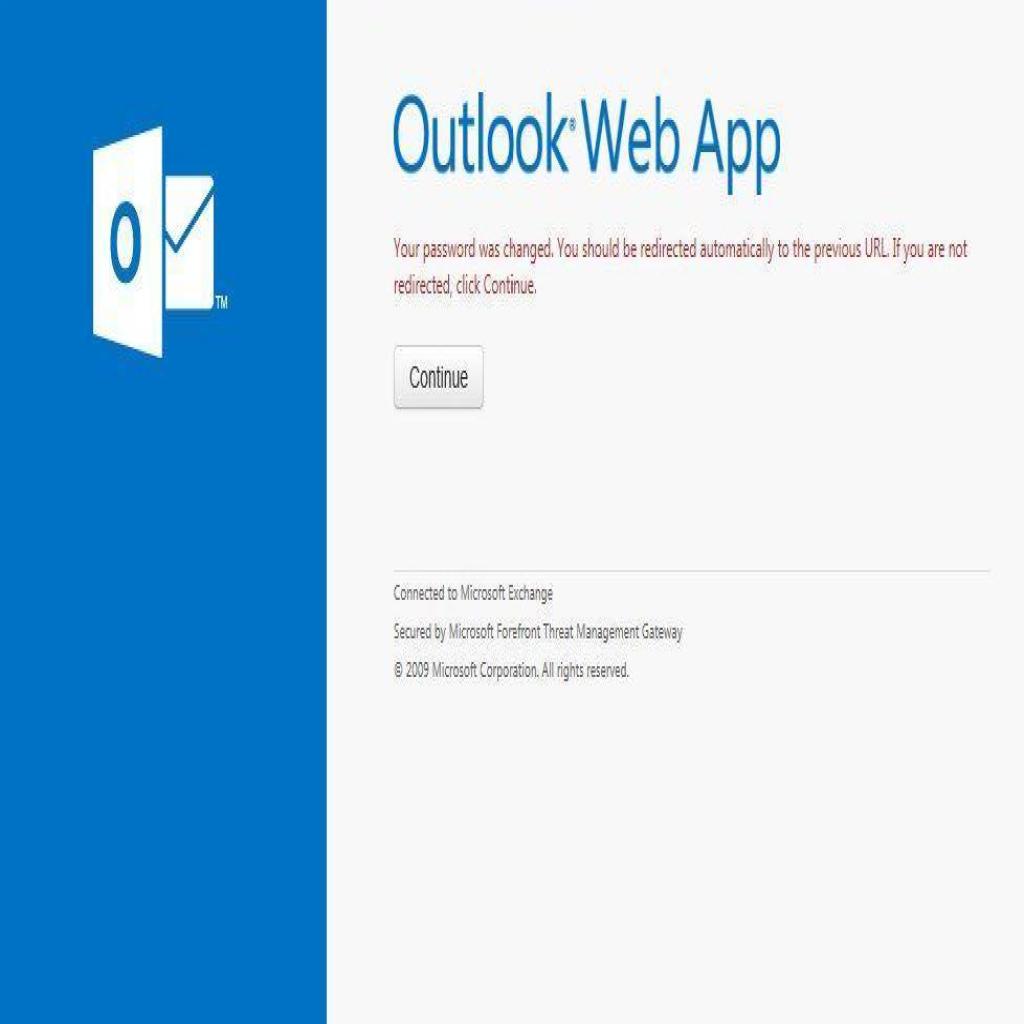 Outlook® Web App
Your password was changed. You should be redirected automatically to the previous URL. If you are not
redirected, click Continue.
O
TM
Continue
Connected to Microsoft Exchange
Secured by Microsoft Forefront Threat Management Gateway
© 2009 Microsoft Corporation. All rights reserved.